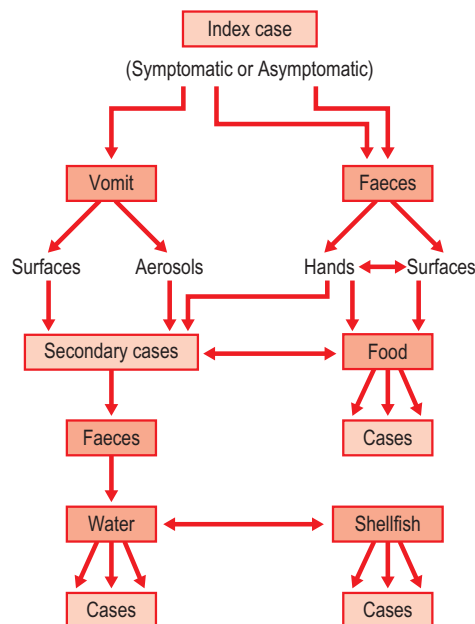 Index case
(Symptomatic or Asymptomatic)
Vomit
Faeces
Surfaces
Aerosols
Hands
Surfaces
Secondary cases
Food
Faeces
Cases
Water
Shellfish
Cases
Cases